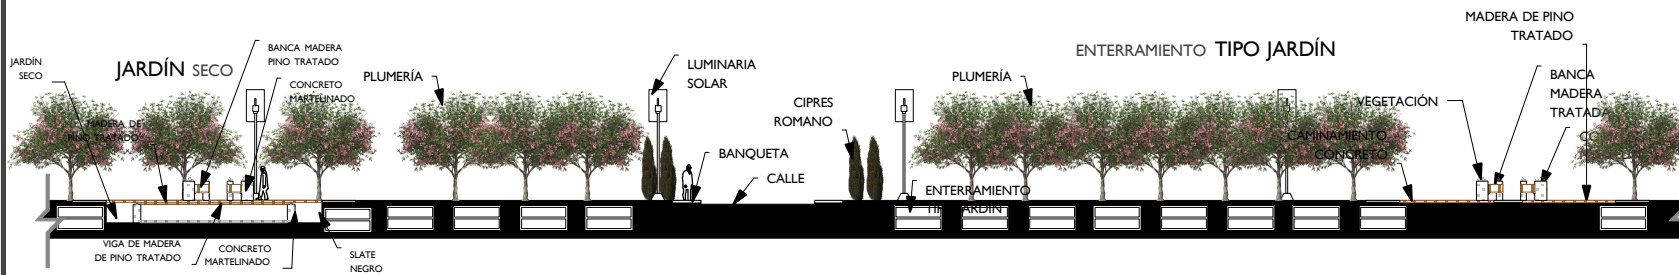 JARDÍN
SECO
JARDÍN SECO
BANCA MADERA
PINO TRATADO
CONCRETO
MARTELINADO
MADERA DE
PINO TRATADO
PLUMERÍA
VIGA DE MADERA
DE PINO TRATADO
CONCRETO
MARTELINADO
SLATE
NEGRO
LUMINARIA
SOLAR
BANQUETA
CALLE
CIPRES
ROMANO
PLUMERÍA
ENTERRAMIENTO
TIPO JARDÍN
ENTERRAMIENTO TIPO JARDÍN
CAMINAMIENTO
CONCRETO
VEGETACIÓN
MADERA DE PINO
TRATADO
BANCA
MADERA
TRATADA